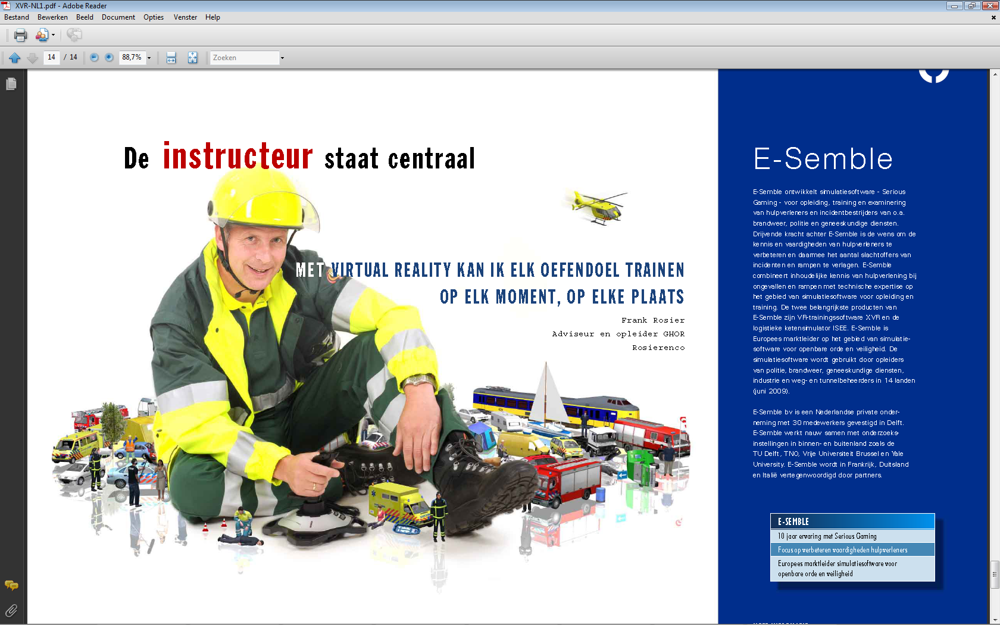 XVR-NL1.pdf - Adobe Reader
Bestand Bewerken Beeld Document Opties Venster Help
14 / 14 88,7% Zoeken
De instructeur staat centraal
MET VIRTUAL REALITY KAN IK ELK OEFENDOEL TRAINEN
OP ELK MOMENT, OP ELKE PLAATS
Frank Rosier
Adviseur en opleider GHOR
Rosierenco
E-Semble
E-Semble ontwikkelt simulatiesoftware - Serious
Gaming - voor opleiding, training en examinering
van hulpverleners en incidentbestrijders van o.a.
brandweer, politie en geneeskundige diensten.
Drijvende kracht achter E-Semble is de wens om de
kennis en vaardigheden van hulpverleners te
verbeteren en daarmee het aantal slachtoffers van
incidenten en rampen te verlagen. E-Semble
combineert inhoudelijke kennis van hulpverlening bij
ongevallen en rampen met technische expertise op
het gebied van simulatiesoftware voor opleiding en
training. De twee belangrijkste producten van
E-Semble zijn VR-trainingssoftware XVR en de
logistieke ketensimulator ISEE. E-Semble is
Europees marktleider op het gebied van simulatie-
software voor openbare orde en veiligheid. De
simulatiesoftware wordt gebruikt door opleiders
van politie, brandweer, geneeskundige diensten,
industrie en weg- en tunnelbeheerders in 14 landen
(juni 2009).
E-Semble bv is een Nederlandse private onder-
neming met 30 medewerkers gevestigd in Delft.
E-Semble werkt nauw samen met onderzoeks-
instellingen in binnen- en buitenland zoals de
TU Delft, TNO, Vrije Universiteit Brussel en Yale
University. E-Semble wordt in Frankrijk, Duitsland
en Italië vertegenwoordigd door partners.
E-SEMBLE
10 jaar ervaring met Serious Gaming
Focus op verbeteren vaardigheden hulpverleners
Europees marktleider simulatiesoftware voor
openbare orde en veiligheid